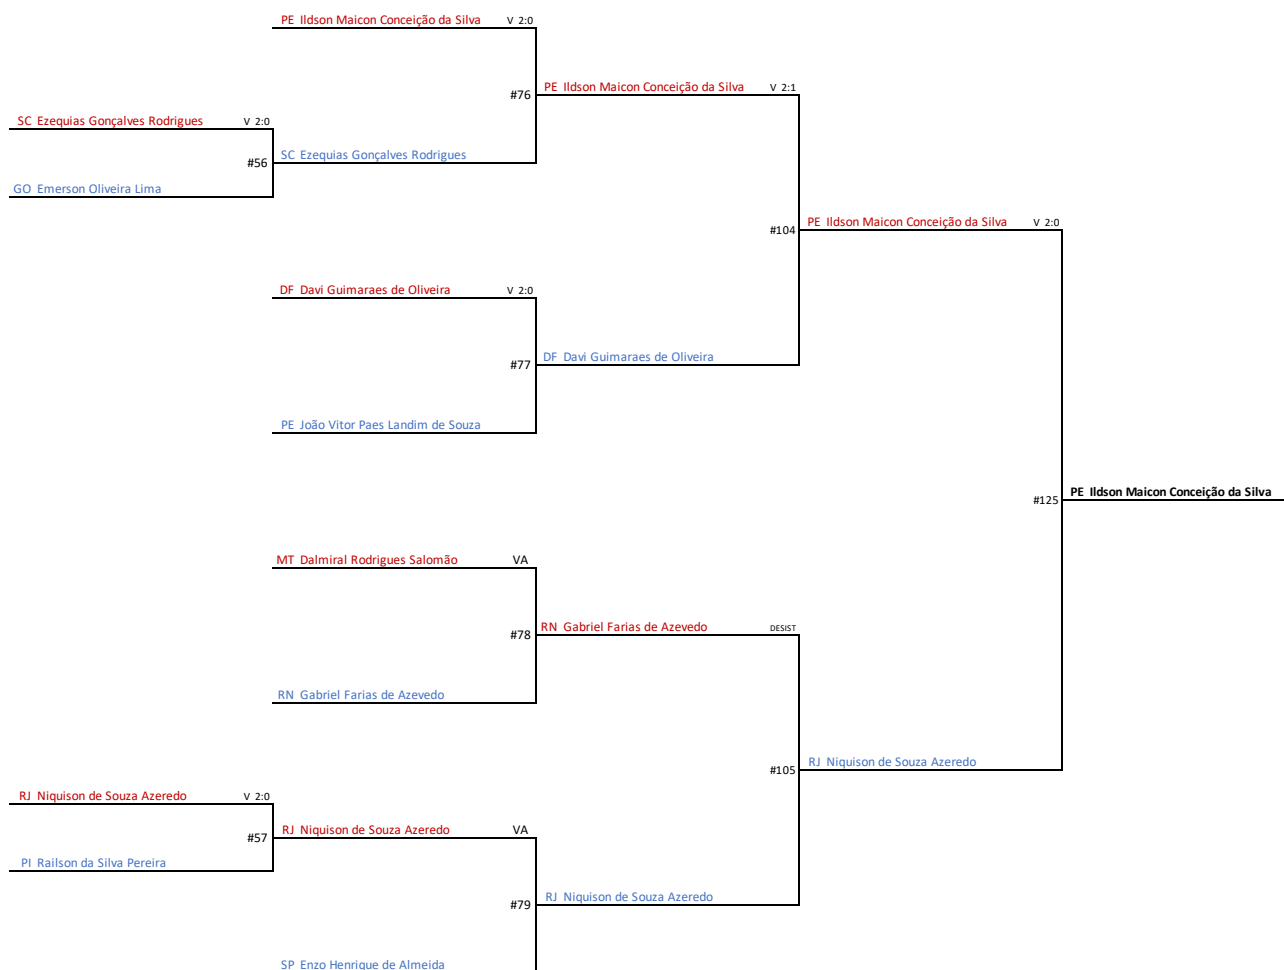 PE Ildson Maicon Conceição da Silva V 2:0
#76 PE Ildson Maicon Conceição da Silva V 2:1
SC Ezequias Gonçalves Rodrigues V 2:0
#56 SC Ezequias Gonçalves Rodrigues
GO Emerson Oliveira Lima
#104 PE Ildson Maicon Conceição da Silva V 2:0
DF Davi Guimaraes de Oliveira V 2:0
#77 DF Davi Guimaraes de Oliveira
PE João Vitor Paes Landim de Souza
#125 PE Ildson Maicon Conceição da Silva
MT Dalmiral Rodrigues Salomão VA
#78 RN Gabriel Farias de Azevedo DESIST
RN Gabriel Farias de Azevedo
#105 RJ Niquison de Souza Azeredo
RJ Niquison de Souza Azeredo V 2:0
#57 RJ Niquison de Souza Azeredo VA
PI Railson da Silva Pereira
#79 RJ Niquison de Souza Azeredo
SP Enzo Henrique de Almeida